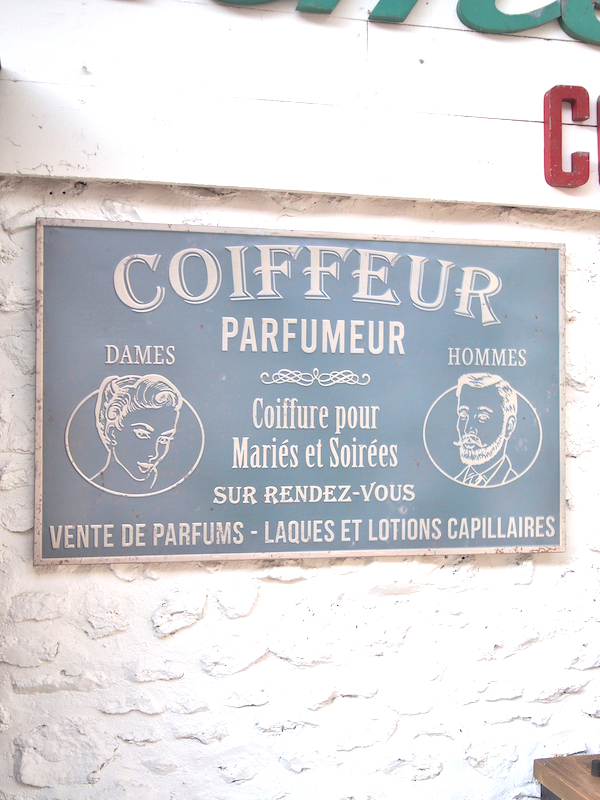 COIFFEUR
PARFUMEUR
DAMES
HOMMES
Coiffure pour
Mariés et Soirées
SUR RENDEZ-VOUS
VENTE DE PARFUMS - LAQUES ET LOTIONS CAPILLAIRES